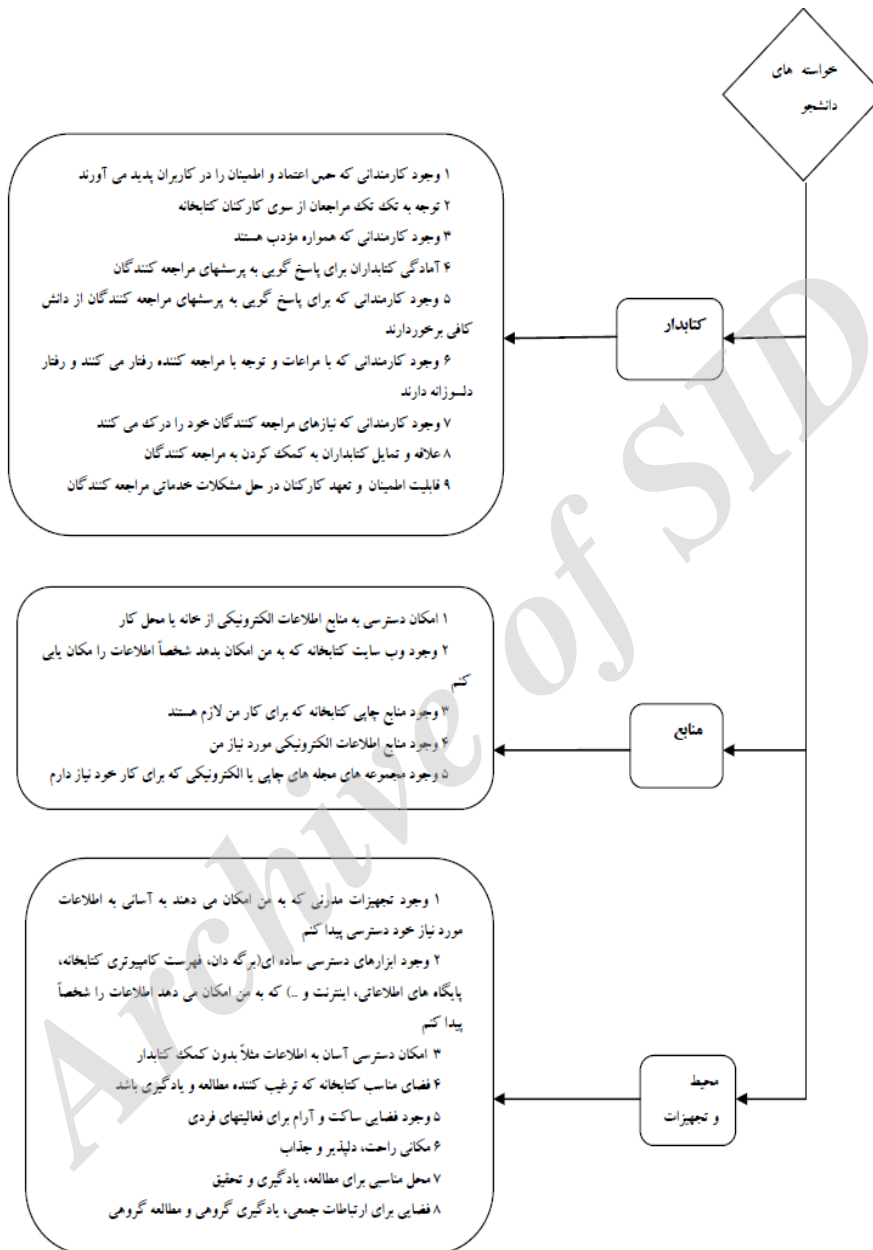 خواسته های
دانشجو
کتابدار
۱ وجود کارمندانی که حس اعتماد و اطمینان را در کاربران پدید می آورند
۲ توجه به تک تک مراجعان از سوی کارکنان کتابخانه
۳ وجود کارمندانی که همواره مؤدب هستند
۴ آمادگی کتابداران برای پاسخ گویی به پرسشهای مراجعه کنندگان
۵ وجود کارمندانی که برای پاسخ گویی به پرسشهای مراجعه کنندگان از دانش
کافی برخوردارند
۶ وجود کارمندانی که با مراعات و توجه با مراجعه کننده رفتار می کنند و رفتار
دلسوزانه دارند
۷ وجود کارمندانی که نیازهای مراجعه کنندگان خود را درک می کنند
۸ علاقه و تمایل کتابداران به کمک کردن به مراجعه کنندگان
۹ قابلیت اطمینان و تعهد کارکنان در حل مشکلات خدماتی مراجعه کنندگان
منابع
۱ امکان دسترسی به منابع اطلاعات الکترونیکی از خانه یا محل کار
۲ وجود وب سایت کتابخانه که به من امکان بدهد شخصاً اطلاعات را مکان یابی
کنم
۳ وجود منابع چاپی کتابخانه که برای کار من لازم هستند
۴ وجود منابع اطلاعات الکترونیکی مورد نیاز من
۵ وجود مجموعه های مجله های چاپی یا الکترونیکی که برای کار خود نیاز دارم
محیط
و تجهیزات
۱ وجود تجهیزات مدرنی که به من امکان می دهند به آسانی به اطلاعات
مورد نیاز خود دسترسی پیدا کنم
۲ وجود ابزارهای دسترسی ساده ای(برگه دان، فهرست کامپیوتری کتابخانه،
پایگاه های اطلاعاتی، اینترنت و ..) که به من امکان می دهد اطلاعات را شخصاً
پیدا کنم
۳ امکان دسترسی آسان به اطلاعات مثلاً بدون کمک کتابدار
۴ فضای مناسب کتابخانه که ترغیب کننده مطالعه و یادگیری باشد
۵ وجود فضایی ساکت و آرام برای فعالیتهای فردی
۶ مکانی راحت، دلپذیر و جذاب
۷ محل مناسبی برای مطالعه، یادگیری و تحقیق
۸ فضایی برای ارتباطات جمعی، یادگیری گروهی و مطالعه گروهی
Archive of SID